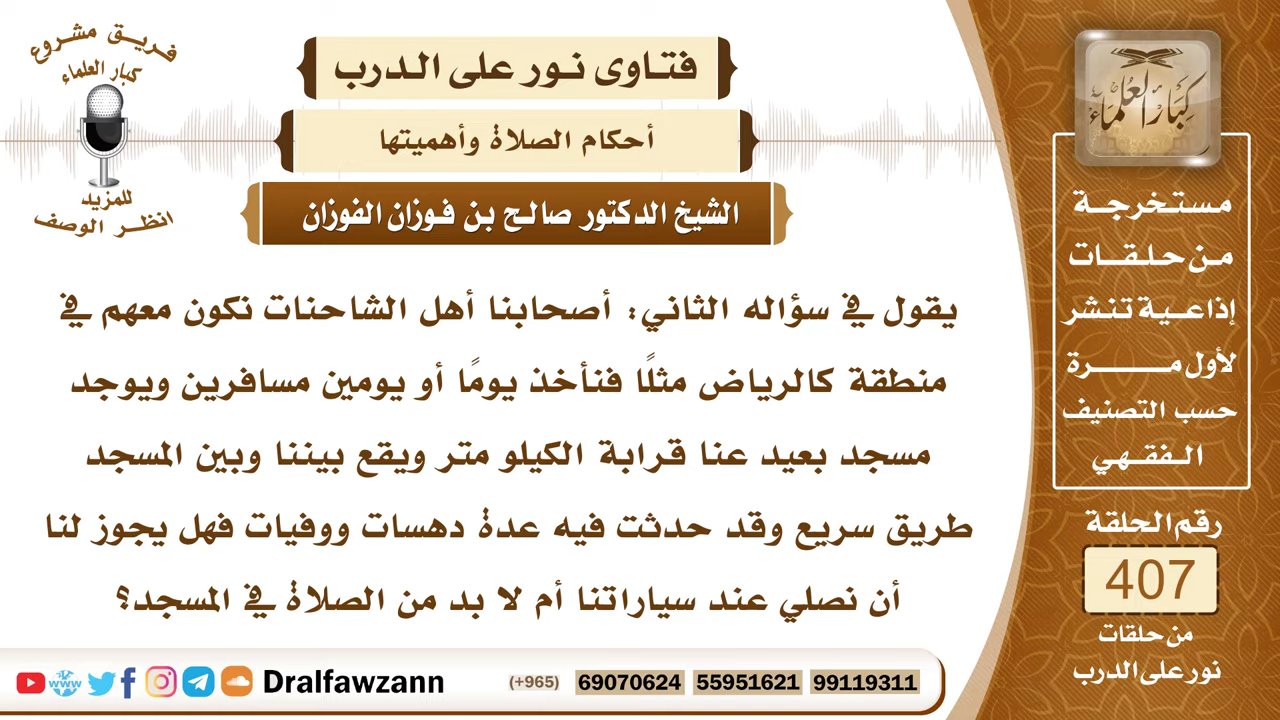 فريق مشروع
كبار العلماء
للمزيد
انظر الوصف
فتاوى نور على الدرب
أحكام الصلاة وأهميتها
الشيخ الدكتور صالح بن فوزان الفوزان
يقول في سؤاله الثاني: أصحابنا أهل الشاحنات نكون معهم في
منطقة كالرياض مثلًا فنأخذ يومًا أو يومين مسافرين ويوجد
مسجد بعيد عنا قرابة الكيلو متر ويقع بيننا وبين المسجد
طريق سريع وقد حدثت فيه عدة دهسات ووفيات فهل يجوز لنا
أن نصلي عند سياراتنا أم لا بد من الصلاة في المسجد؟
كبار العلماء
مستخرجة
من حلقات
إذاعية تنشر
لأول مرة
حسب التصنيف
الفقهي
رقم الحلقة
407
من حلقات
نور على الدرب
www
Dralfawzann
(+965) 69070624 55951621 99119311